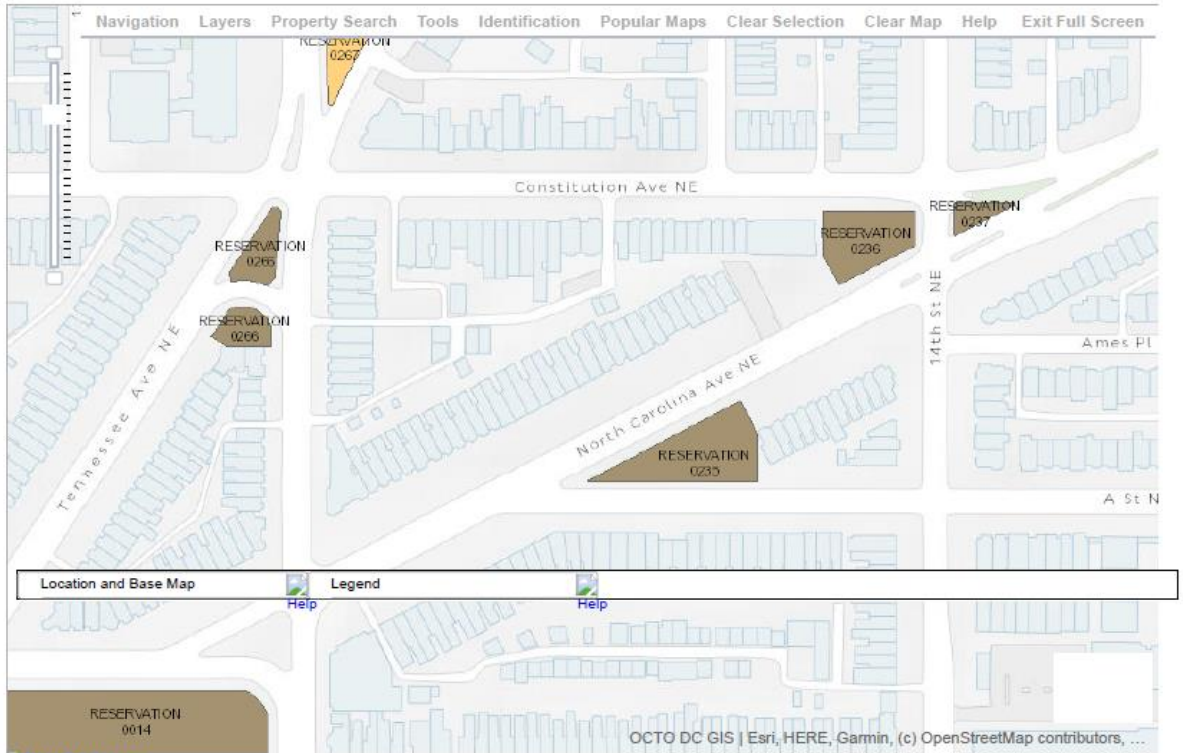 Navigation Layers Property Search Tools Identification Popular Maps Clear Selection Clear Map Help Exit Full Screen
RESERVATION
0267
Constitution Ave NE
RESERVATION
0237
RESERVATION
0236
RESERVATION
0265
RESERVATION
0266
14th St NE
Ames Pl
Tennessee Ave NE
North Carolina Ave NE
RESERVATION
0235
A St N
Location and Base Map
Help
Legend
Help
RESERVATION
0014
OCTO DC GIS | Esri, HERE, Garmin, (c) OpenStreetMap contributors, ...